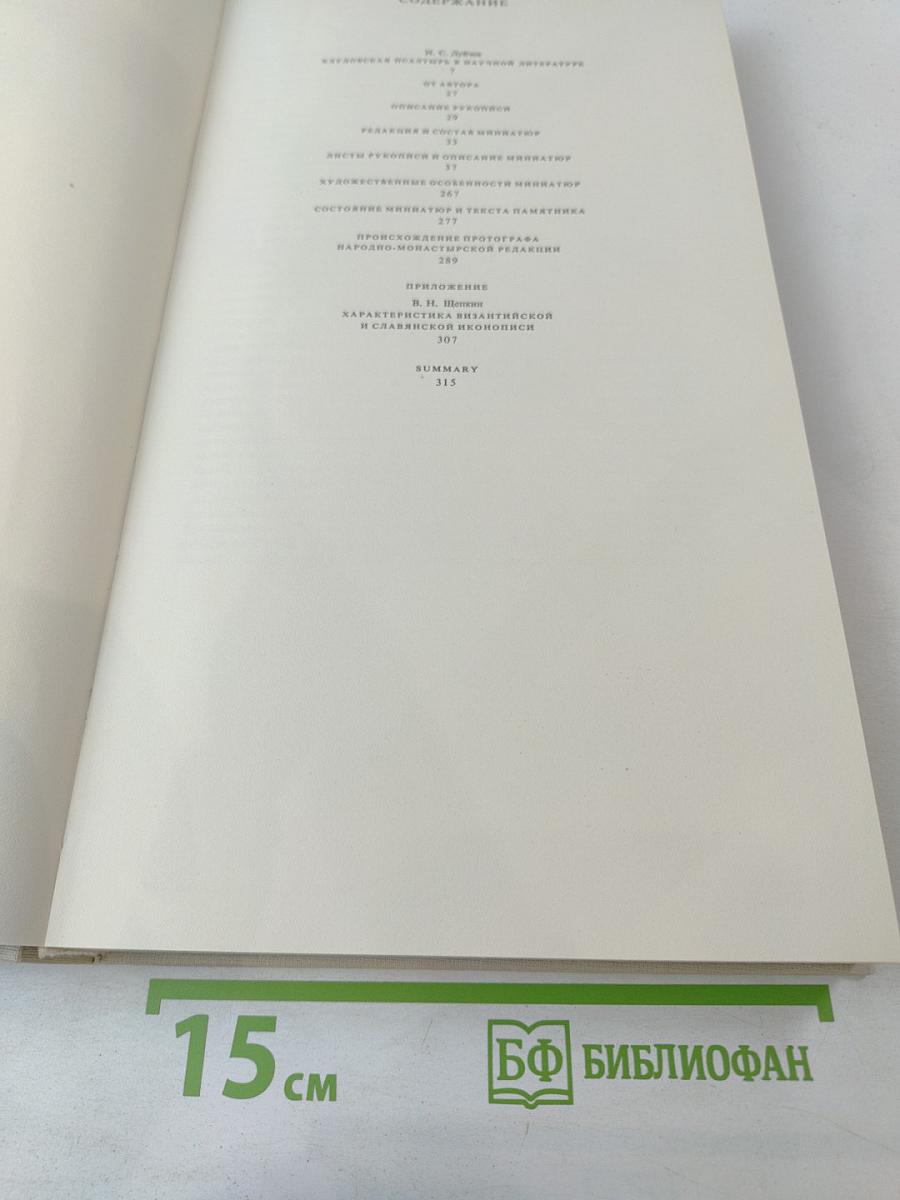 СОДЕРЖАНИЕ
ХЛУДОВСКАЯ ПСАЛТЫРЬ В НАУЧНОЙ ЛИТЕРАТУРЕ
7
ОТ АВТОРА
27
ОПИСАНИЕ РУКОПИСИ
29
РЕДАКЦИЯ И СОСТАВ МИНИАТЮР
33
ЛИСТЫ РУКОПИСИ И ОПИСАНИЕ МИНИАТЮР
37
ХУДОЖЕСТВЕННЫЕ ОСОБЕННОСТИ МИНИАТЮР
267
СОСТОЯНИЕ МИНИАТЮР И ТЕКСТА ПАМЯТНИКА
277
ПРОИСХОЖДЕНИЕ ПРОТОГРАФА
НАРОДНО-МОНАСТЫРСКОЙ РЕДАКЦИИ
289
ПРИЛОЖЕНИЕ
В. Н. Щепкин
ХАРАКТЕРИСТИКА ВИЗАНТИЙСКОЙ
И СЛАВЯНСКОЙ ИКОНОПИСИ
307
SUMMARY
315
15 см
БФ БИБЛИОФАН